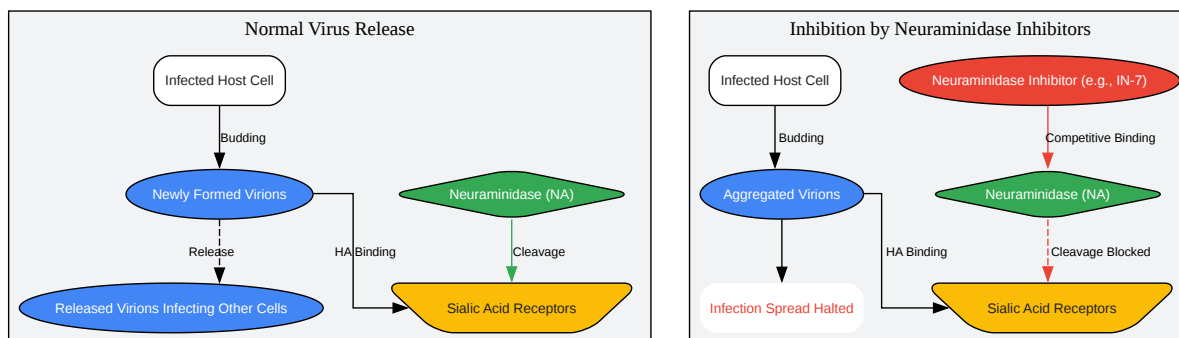 Normal Virus Release
Infected Host Cell
Budding
Newly Formed Virions
Neuraminidase (NA)
Release
HA Binding
Cleavage
Released Virions Infecting Other Cells
Sialic Acid Receptors
Inhibition by Neuraminidase Inhibitors
Infected Host Cell
Neuraminidase Inhibitor (e.g., IN-7)
Budding
Competitive Binding
Aggregated Virions
Neuraminidase (NA)
HA Binding
Cleavage Blocked
Infection Spread Halted
Sialic Acid Receptors